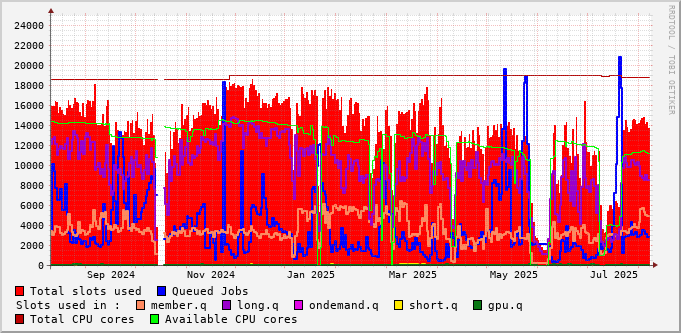 24000
22000
20000
18000
16000
14000
12000
10000
8000
6000
4000
2000
0
Sep 2024 Nov 2024 Jan 2025 Mar 2025 May 2025 Jul 2025
Total slots used Queued Jobs
Slots used in : member.q long.q ondemand.q short.q gpu.q
Total CPU cores Available CPU cores
RRDTOOL / TOBI OETIKER